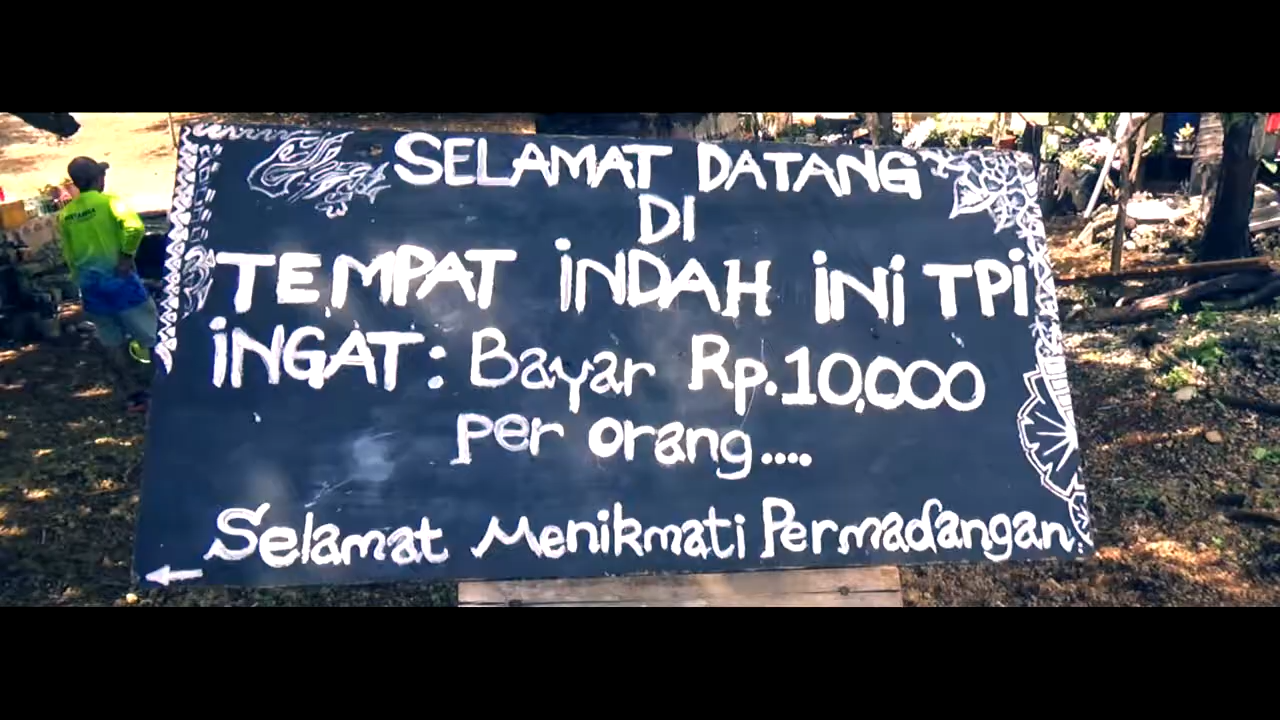 SELAMAT DATANG
DI
TEMPAT iNDAH iNi TPi
iNGAT: Bayar Rp.10,000
per orang....
Selamat Menikmati Permadangan.